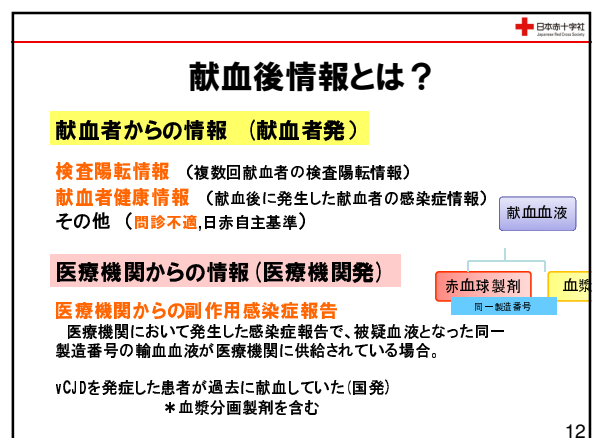 日本赤十字社
Japanese Red Cross Society
献血後情報とは？
献血者からの情報 （献血者発）
検査陽転情報 （複数回献血者の検査陽転情報）
献血者健康情報 （献血後に発生した献血者の感染症情報）
その他 （問診不適,日赤自主基準）
献血血液
医療機関からの情報（医療機関発）
赤血球製剤
血漿
同一製造番号
医療機関からの副作用感染症報告
医療機関において発生した感染症報告で、被疑血液となった同一
製造番号の輸血血液が医療機関に供給されている場合。
vCJDを発症した患者が過去に献血していた（国発）
＊血漿分画製剤を含む
12